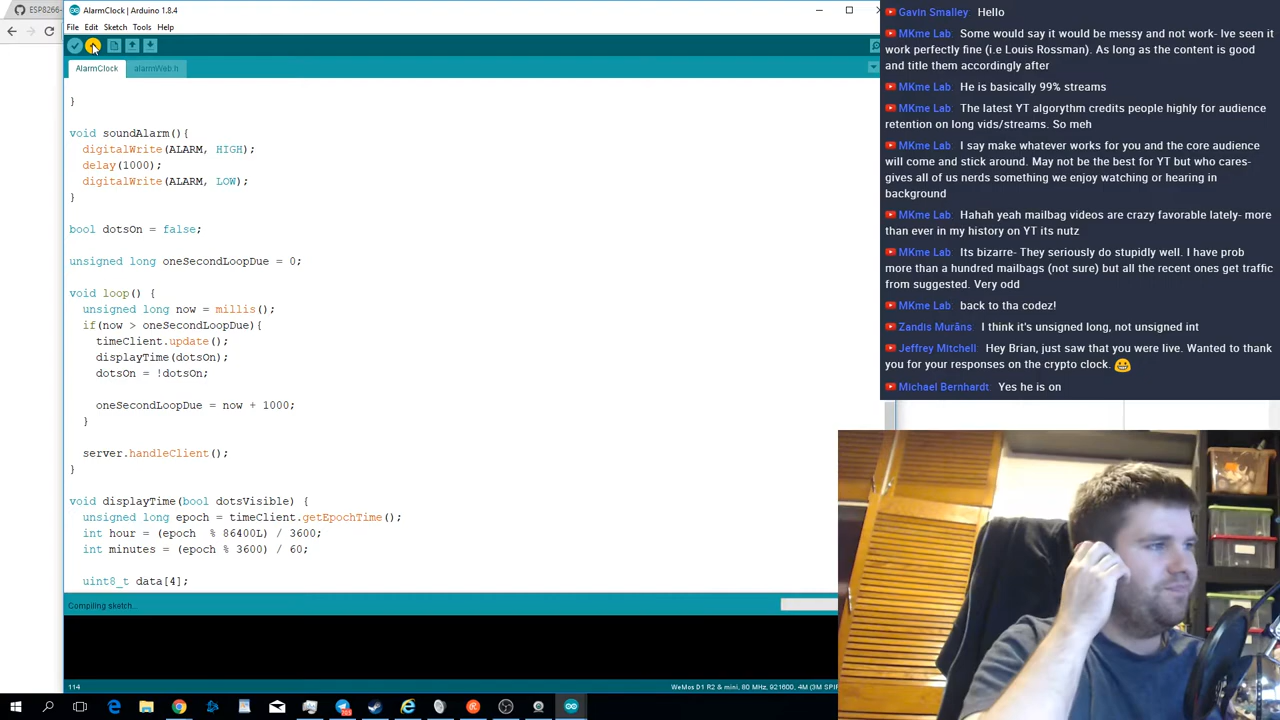 ESP8266-
AlarmClock | Arduino 1.8.4
File Edit Sketch Tools Help
AlarmClock alarmWeb.h
}
void soundAlarm(){
digitalWrite(ALARM, HIGH);
delay(1000);
digitalWrite(ALARM, LOW);
}
bool dotsOn = false;
unsigned long oneSecondLoopDue = 0;
void loop() {
unsigned long now = millis();
if(now > oneSecondLoopDue){
timeClient.update();
displayTime(dotsOn);
dotsOn = !dotsOn;
oneSecondLoopDue = now + 1000;
}
server.handleClient();
}
void displayTime(bool dotsVisible) {
unsigned long epoch = timeClient.getEpochTime();
int hour = (epoch  % 86400L) / 3600;
int minutes = (epoch % 3600) / 60;
uint8_t data[4];
Compiling sketch...
114
WeMos D1 R2 & mini, 80 MHz, 921600, 4M (3M SPIF
Gavin Smalley: Hello
MKme Lab: Some would say it would be messy and not work- Ive seen it
work perfectly fine (i.e Louis Rossman). As long as the content is good
and title them accordingly after
MKme Lab: He is basically 99% streams
MKme Lab: The latest YT algorythm credits people highly for audience
retention on long vids/streams. So meh
MKme Lab: I say make whatever works for you and the core audience
will come and stick around. May not be the best for YT but who cares-
gives all of us nerds something we enjoy watching or hearing in
background
MKme Lab: Hahah yeah mailbag videos are crazy favorable lately- more
than ever in my history on YT its nutz
MKme Lab: Its bizarre- They seriously do stupidly well. I have prob
more than a hundred mailbags (not sure) but all the recent ones get traffic
from suggested. Very odd
MKme Lab: back to tha codez!
Zandis Murāns: I think it's unsigned long, not unsigned int
Jeffrey Mitchell: Hey Brian, just saw that you were live. Wanted to thank
you for your responses on the crypto clock. 😀
Michael Bernhardt: Yes he is on